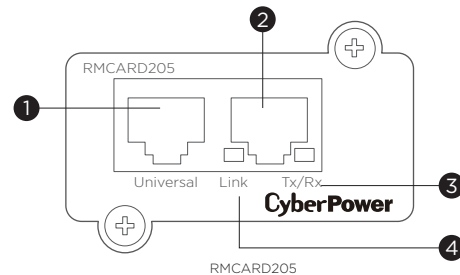 2
RMCARD205
1
Universal Link Tx/Rx
3
CyberPower
4
RMCARD205